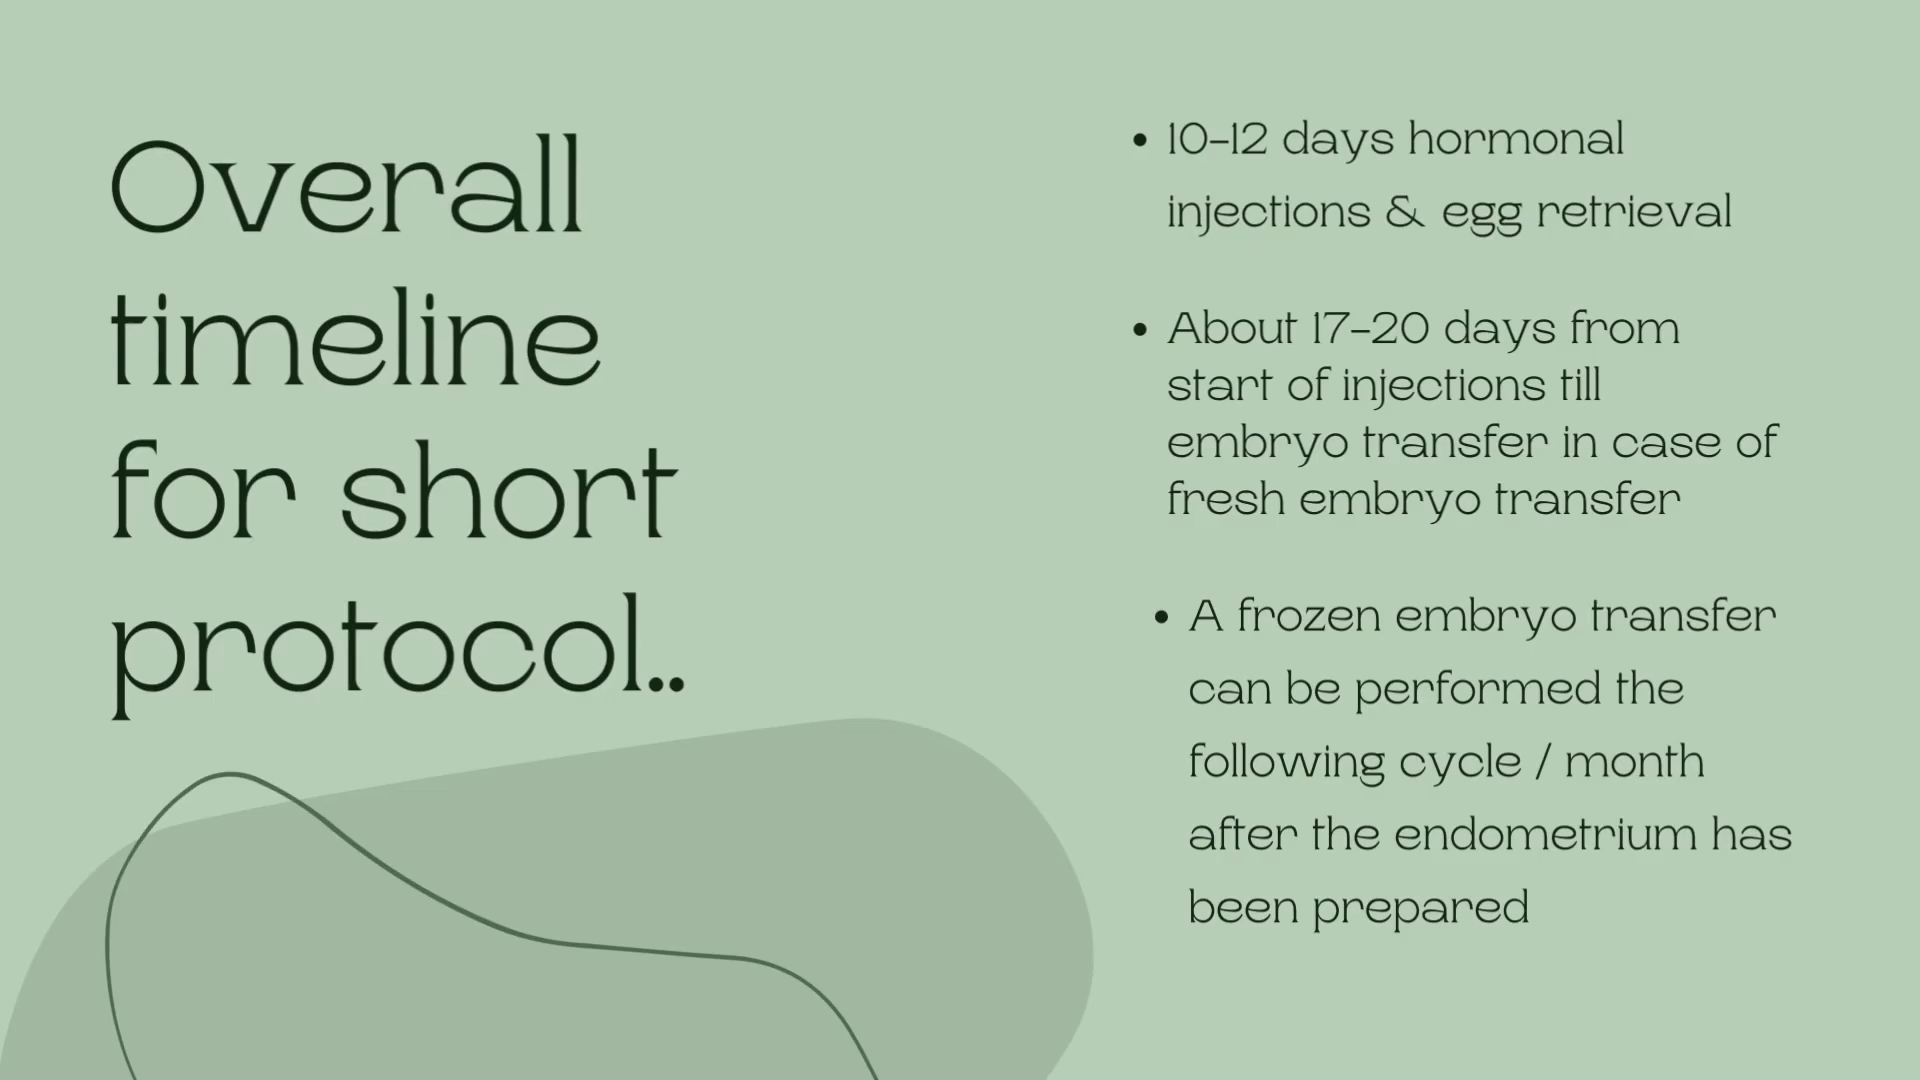 Overall
timeline
for short
protocol..
• 10-12 days hormonal
injections & egg retrieval
• About 17-20 days from
start of injections till
embryo transfer in case of
fresh embryo transfer
• A frozen embryo transfer
can be performed the
following cycle / month
after the endometrium has
been prepared